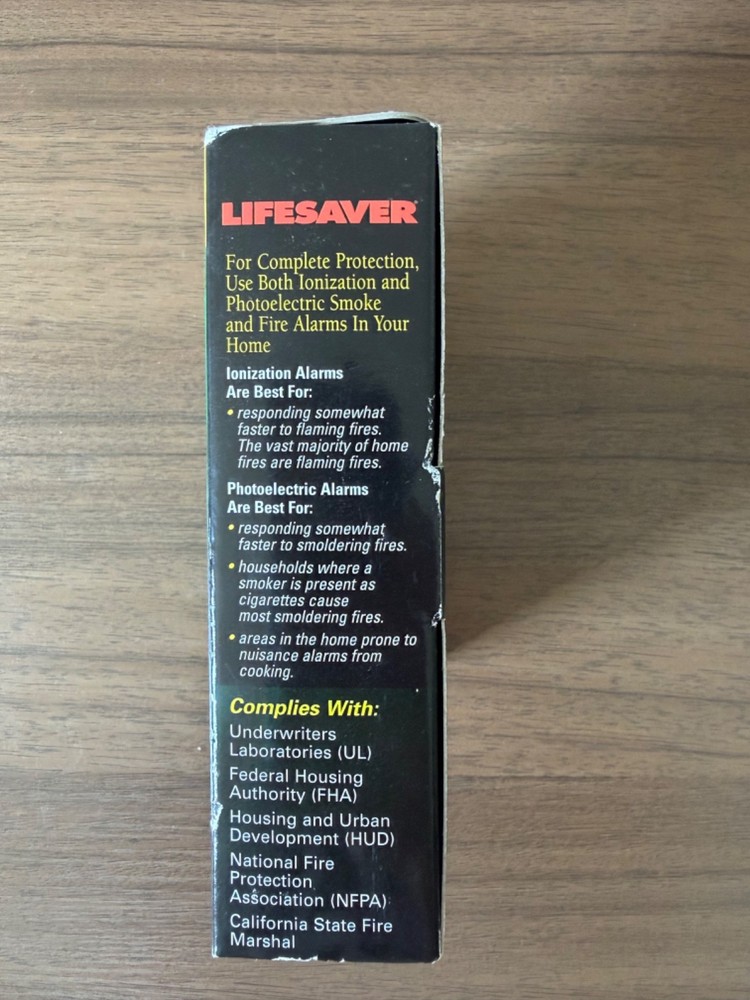 LIFESAVER®
For Complete Protection,
Use Both Ionization and
Photoelectric Smoke
and Fire Alarms In Your
Home
Ionization Alarms
Are Best For:
• responding somewhat
faster to flaming fires.
The vast majority of home
fires are flaming fires.
Photoelectric Alarms
Are Best For:
• responding somewhat
faster to smoldering fires.
• households where a
smoker is present as
cigarettes cause
most smoldering fires.
• areas in the home prone to
nuisance alarms from
cooking.
Complies With:
Underwriters
Laboratories (UL)
Federal Housing
Authority (FHA)
Housing and Urban
Development (HUD)
National Fire
Protection
Association (NFPA)
California State Fire
Marshal